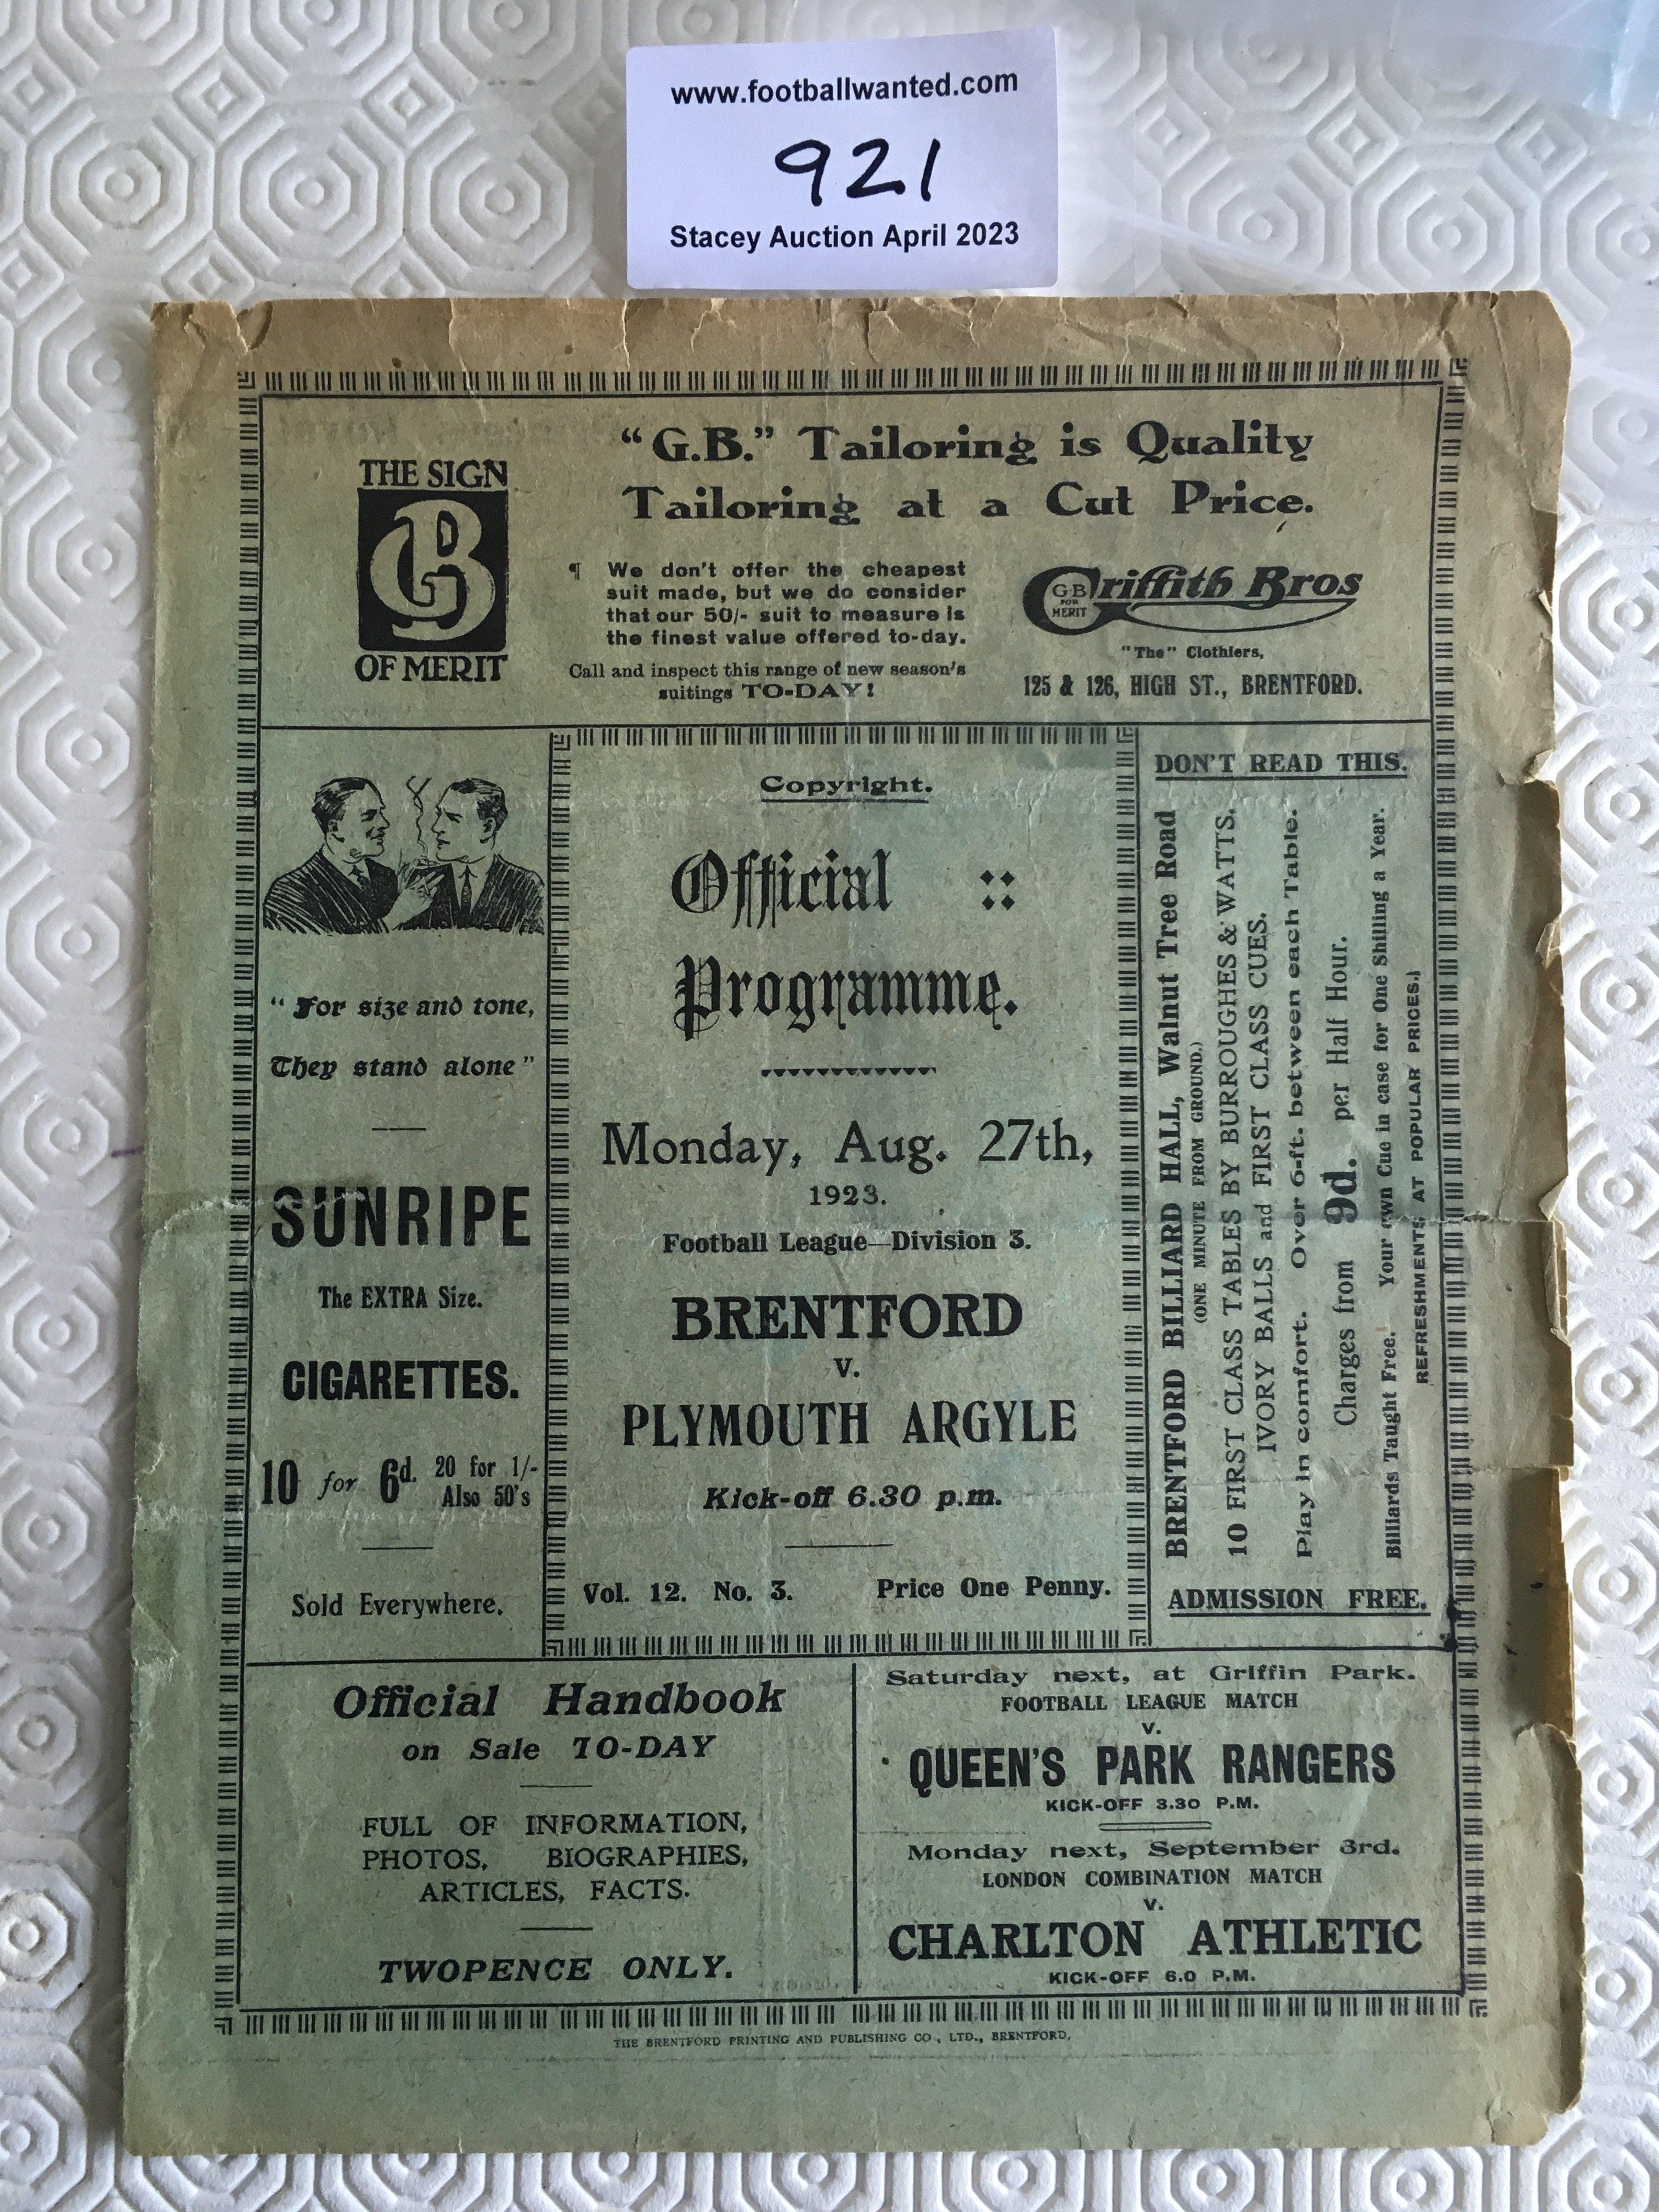 www.footballwanted.com
921
Stacey Auction April 2023
THE SIGN
GB
OF MERIT
"G.B." Tailoring is Quality
Tailoring at a Cut Price.
¶ We don't offer the cheapest
suit made, but we do consider
that our 50/- suit to measure is
the finest value offered to-day.
Call and inspect this range of new season's
suitings TO-DAY!
Griffith Bros
G.B
FOR
MERIT
"The" Clothiers,
125 & 126, HIGH ST., BRENTFORD.
"For size and tone,
They stand alone"
SUNRIPE
The EXTRA Size.
CIGARETTES.
10 for 6d. 20 for 1/-
Also 50's
Sold Everywhere.
Copyright.
Official ::
Programme.
Monday, Aug. 27th,
1923.
Football League—Division 3.
BRENTFORD
v.
PLYMOUTH ARGYLE
Kick-off 6.30 p.m.
Vol. 12. No. 3. Price One Penny.
DON'T READ THIS.
BRENTFORD BILLIARD HALL, Walnut Tree Road
(ONE MINUTE FROM GROUND.)
10 FIRST CLASS TABLES BY BURROUGHES & WATTS.
IVORY BALLS and FIRST CLASS CUES.
Play in comfort. Over 6-ft. between each Table.
Charges from 9d. per Half Hour.
Billiards Taught Free. Your own Cue in case for One Shilling a Year.
REFRESHMENTS AT POPULAR PRICES.)
ADMISSION FREE.
Official Handbook
on Sale TO-DAY
FULL OF INFORMATION,
PHOTOS, BIOGRAPHIES,
ARTICLES, FACTS.
TWOPENCE ONLY.
Saturday next, at Griffin Park.
FOOTBALL LEAGUE MATCH
v.
QUEEN'S PARK RANGERS
KICK-OFF 3.30 P.M.
Monday next, September 3rd.
LONDON COMBINATION MATCH
v.
CHARLTON ATHLETIC
KICK-OFF 6.0 P.M.
THE BRENTFORD PRINTING AND PUBLISHING CO., LTD., BRENTFORD.